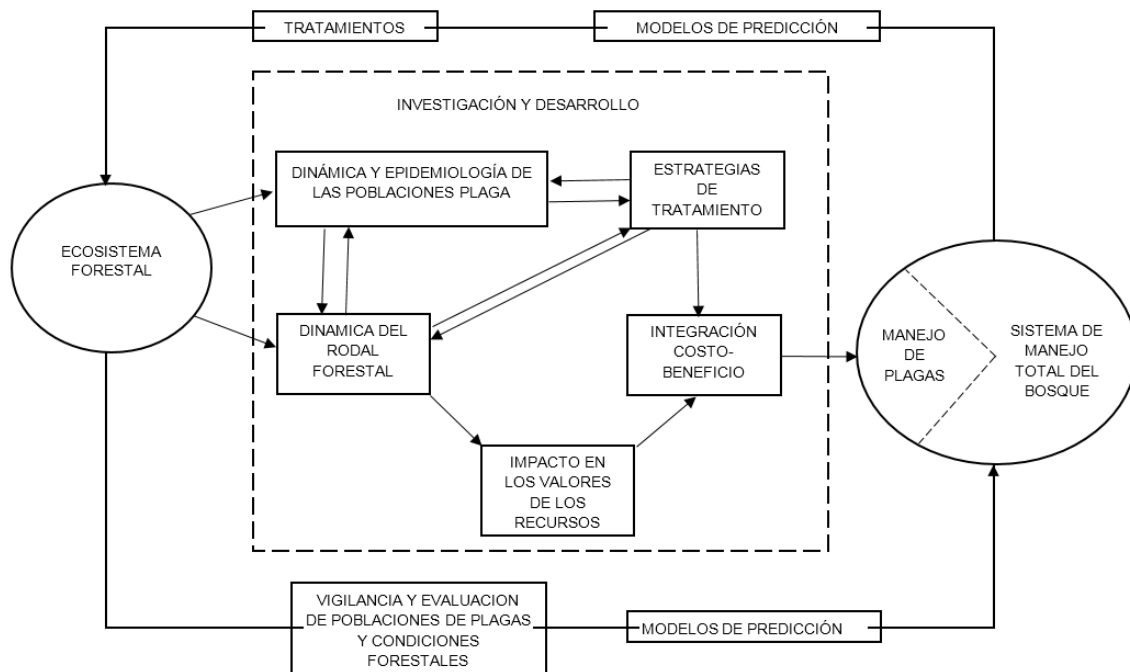 TRATAMIENTOS
MODELOS DE PREDICCIÓN
INVESTIGACIÓN Y DESARROLLO
DINÁMICA Y EPIDEMIOLOGÍA DE
LAS POBLACIONES PLAGA
ESTRATEGIAS
DE
TRATAMIENTO
ECOSISTEMA
FORESTAL
DINAMICA DEL
RODAL
FORESTAL
INTEGRACIÓN
COSTO-
BENEFICIO
MANEJO
DE
PLAGAS
SISTEMA DE
MANEJO
TOTAL DEL
BOSQUE
IMPACTO EN
LOS VALORES
DE LOS
RECURSOS
VIGILANCIA Y EVALUACION
DE POBLACIONES DE PLAGAS
Y CONDICIONES
FORESTALES
MODELOS DE PREDICCIÓN